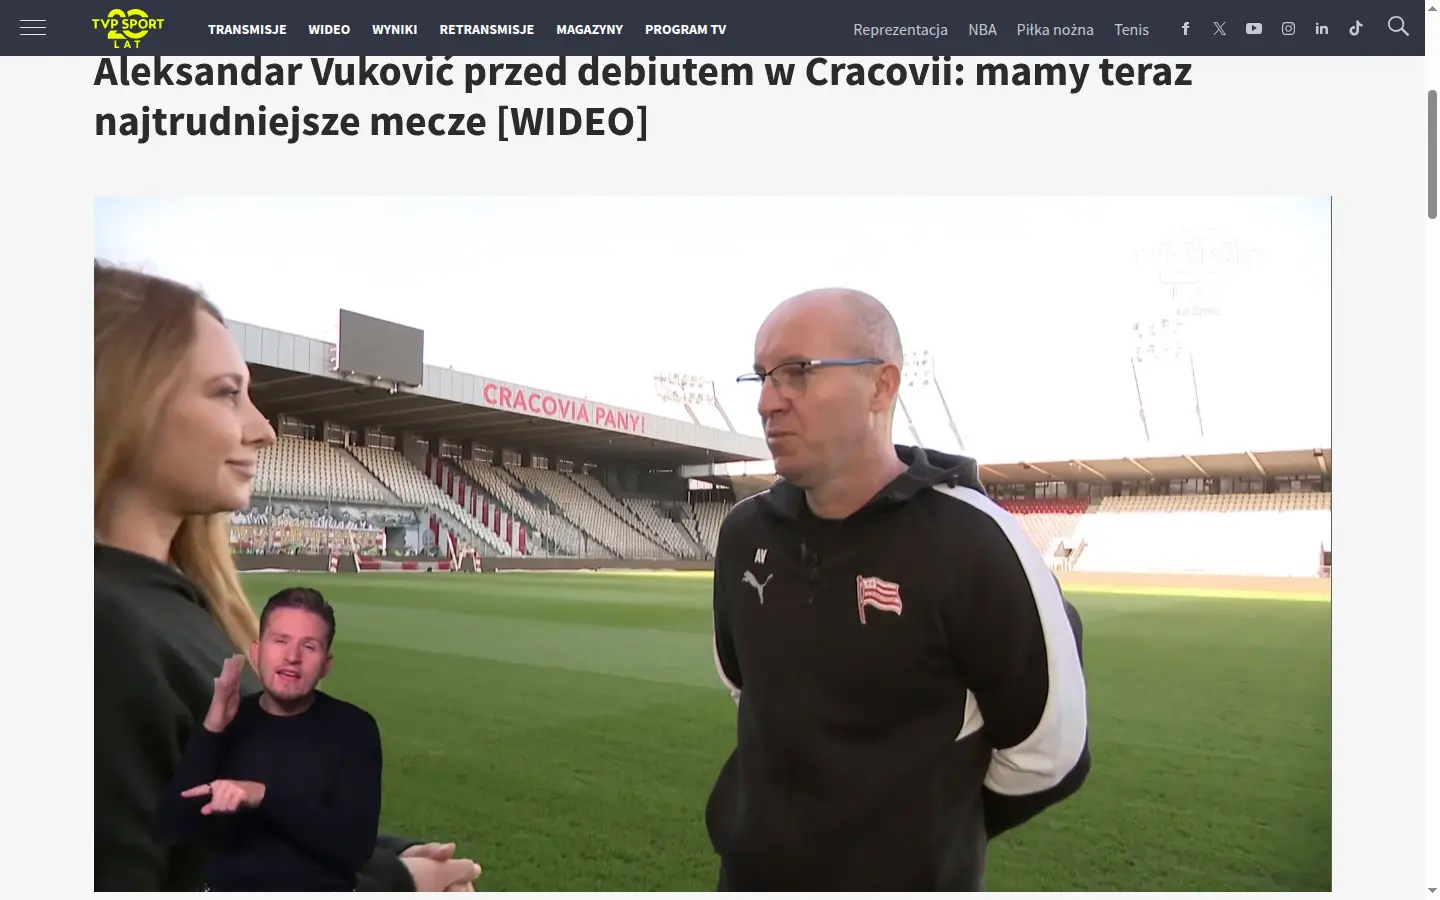 TVP SPORT
20
LAT
TRANSMISJE
WIDEO
WYNIKI
RETRANSMISJE
MAGAZYNY
PROGRAM TV
Reprezentacja
NBA
Piłka nożna
Tenis
Aleksandar Vuković przed debiutem w Cracovii: mamy teraz
najtrudniejsze mecze [WIDEO]
CRACOVIA PANY!
AV